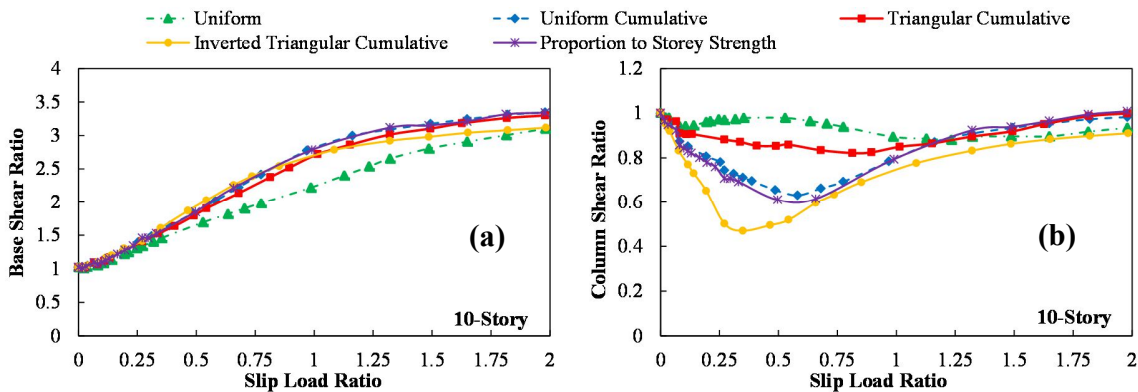 Uniform
Uniform Cumulative
Triangular Cumulative
Inverted Triangular Cumulative
Proportion to Storey Strength
Base Shear Ratio
4
3.5
3
2.5
2
1.5
1
0.5
0
(a)
10-Story
0 0.25 0.5 0.75 1 1.25 1.5 1.75 2
Slip Load Ratio
Column Shear Ratio
1.2
1
0.8
0.6
0.4
0.2
0
(b)
10-Story
0 0.25 0.5 0.75 1 1.25 1.5 1.75 2
Slip Load Ratio